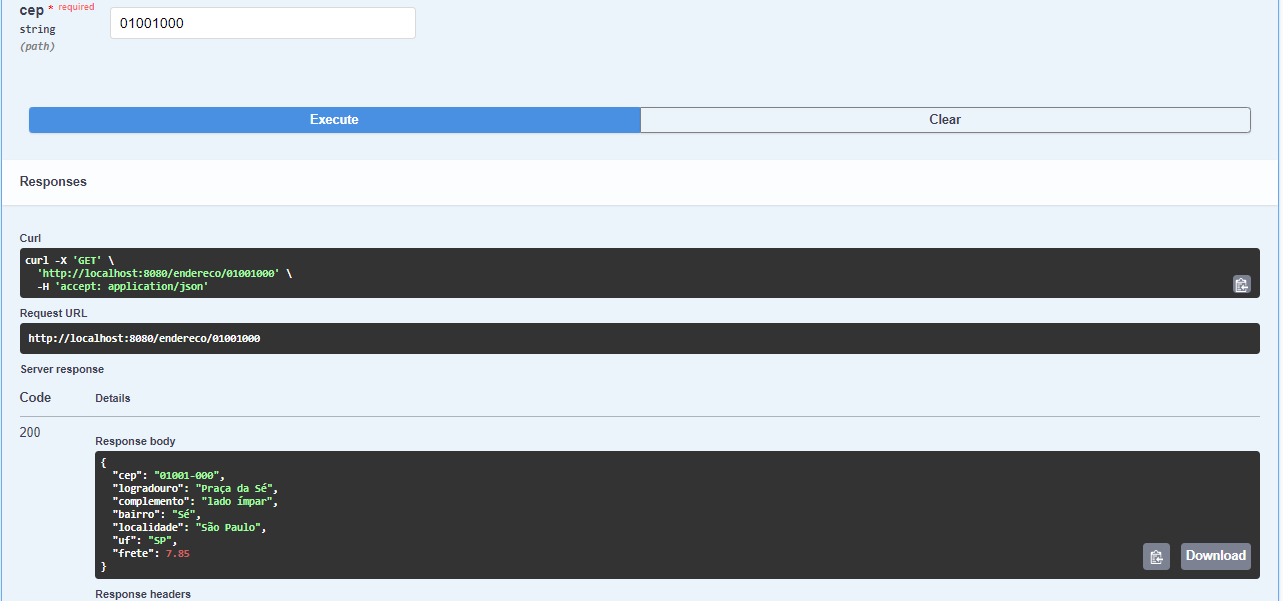 cep * required
01001000
string
(path)
Execute
Clear
Responses
Curl
curl -X 'GET' \
  'http://localhost:8080/endereco/01001000' \
  -H 'accept: application/json'
Request URL
http://localhost:8080/endereco/01001000
Server response
Code
Details
200
Response body
{
  "cep": "01001-000",
  "logradouro": "Praça da Sé",
  "complemento": "lado ímpar",
  "bairro": "Sé",
  "localidade": "São Paulo",
  "uf": "SP",
  "frete": 7.85
}
Download
Response headers